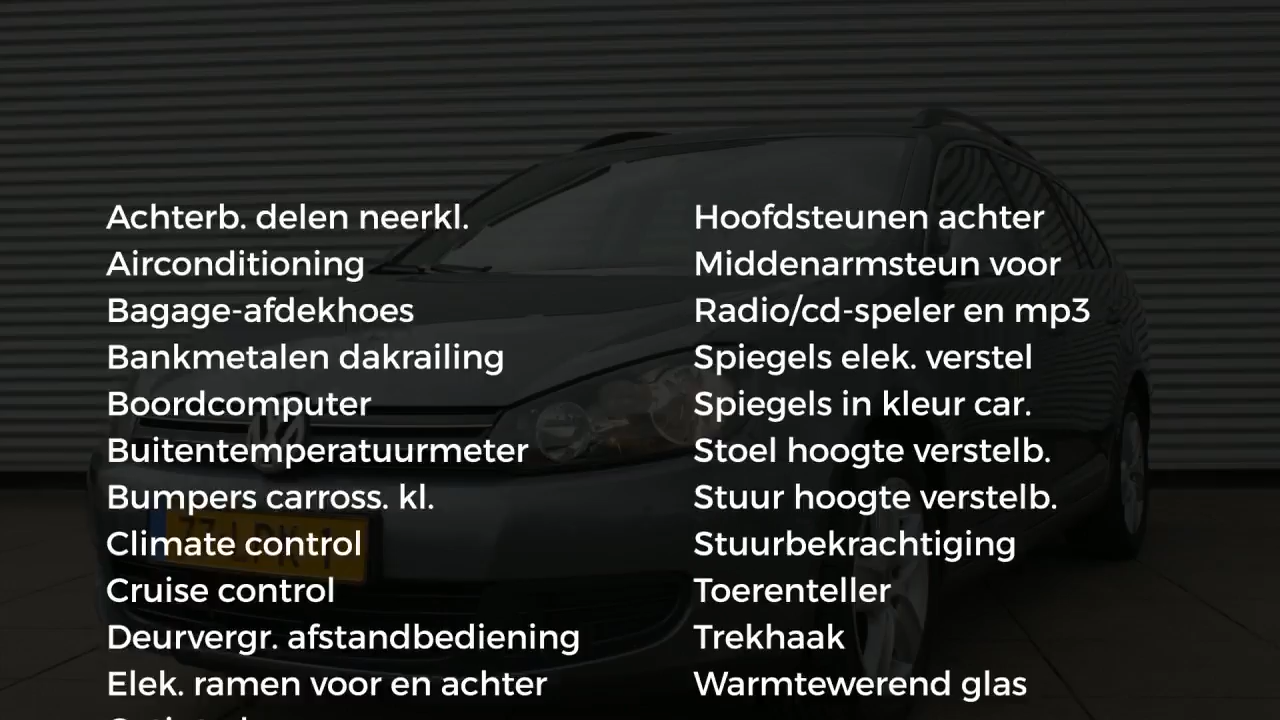 Achterb. delen neerkl.
Airconditioning
Bagage-afdekhoes
Bankmetalen dakrailing
Boordcomputer
Buitentemperatuurmeter
Bumpers carross. kl.
Climate control
Cruise control
Deurvergr. afstandbediening
Elek. ramen voor en achter
Hoofdsteunen achter
Middenarmsteun voor
Radio/cd-speler en mp3
Spiegels elek. verstel
Spiegels in kleur car.
Stoel hoogte verstelb.
Stuur hoogte verstelb.
Stuurbekrachtiging
Toerenteller
Trekhaak
Warmtewerend glas